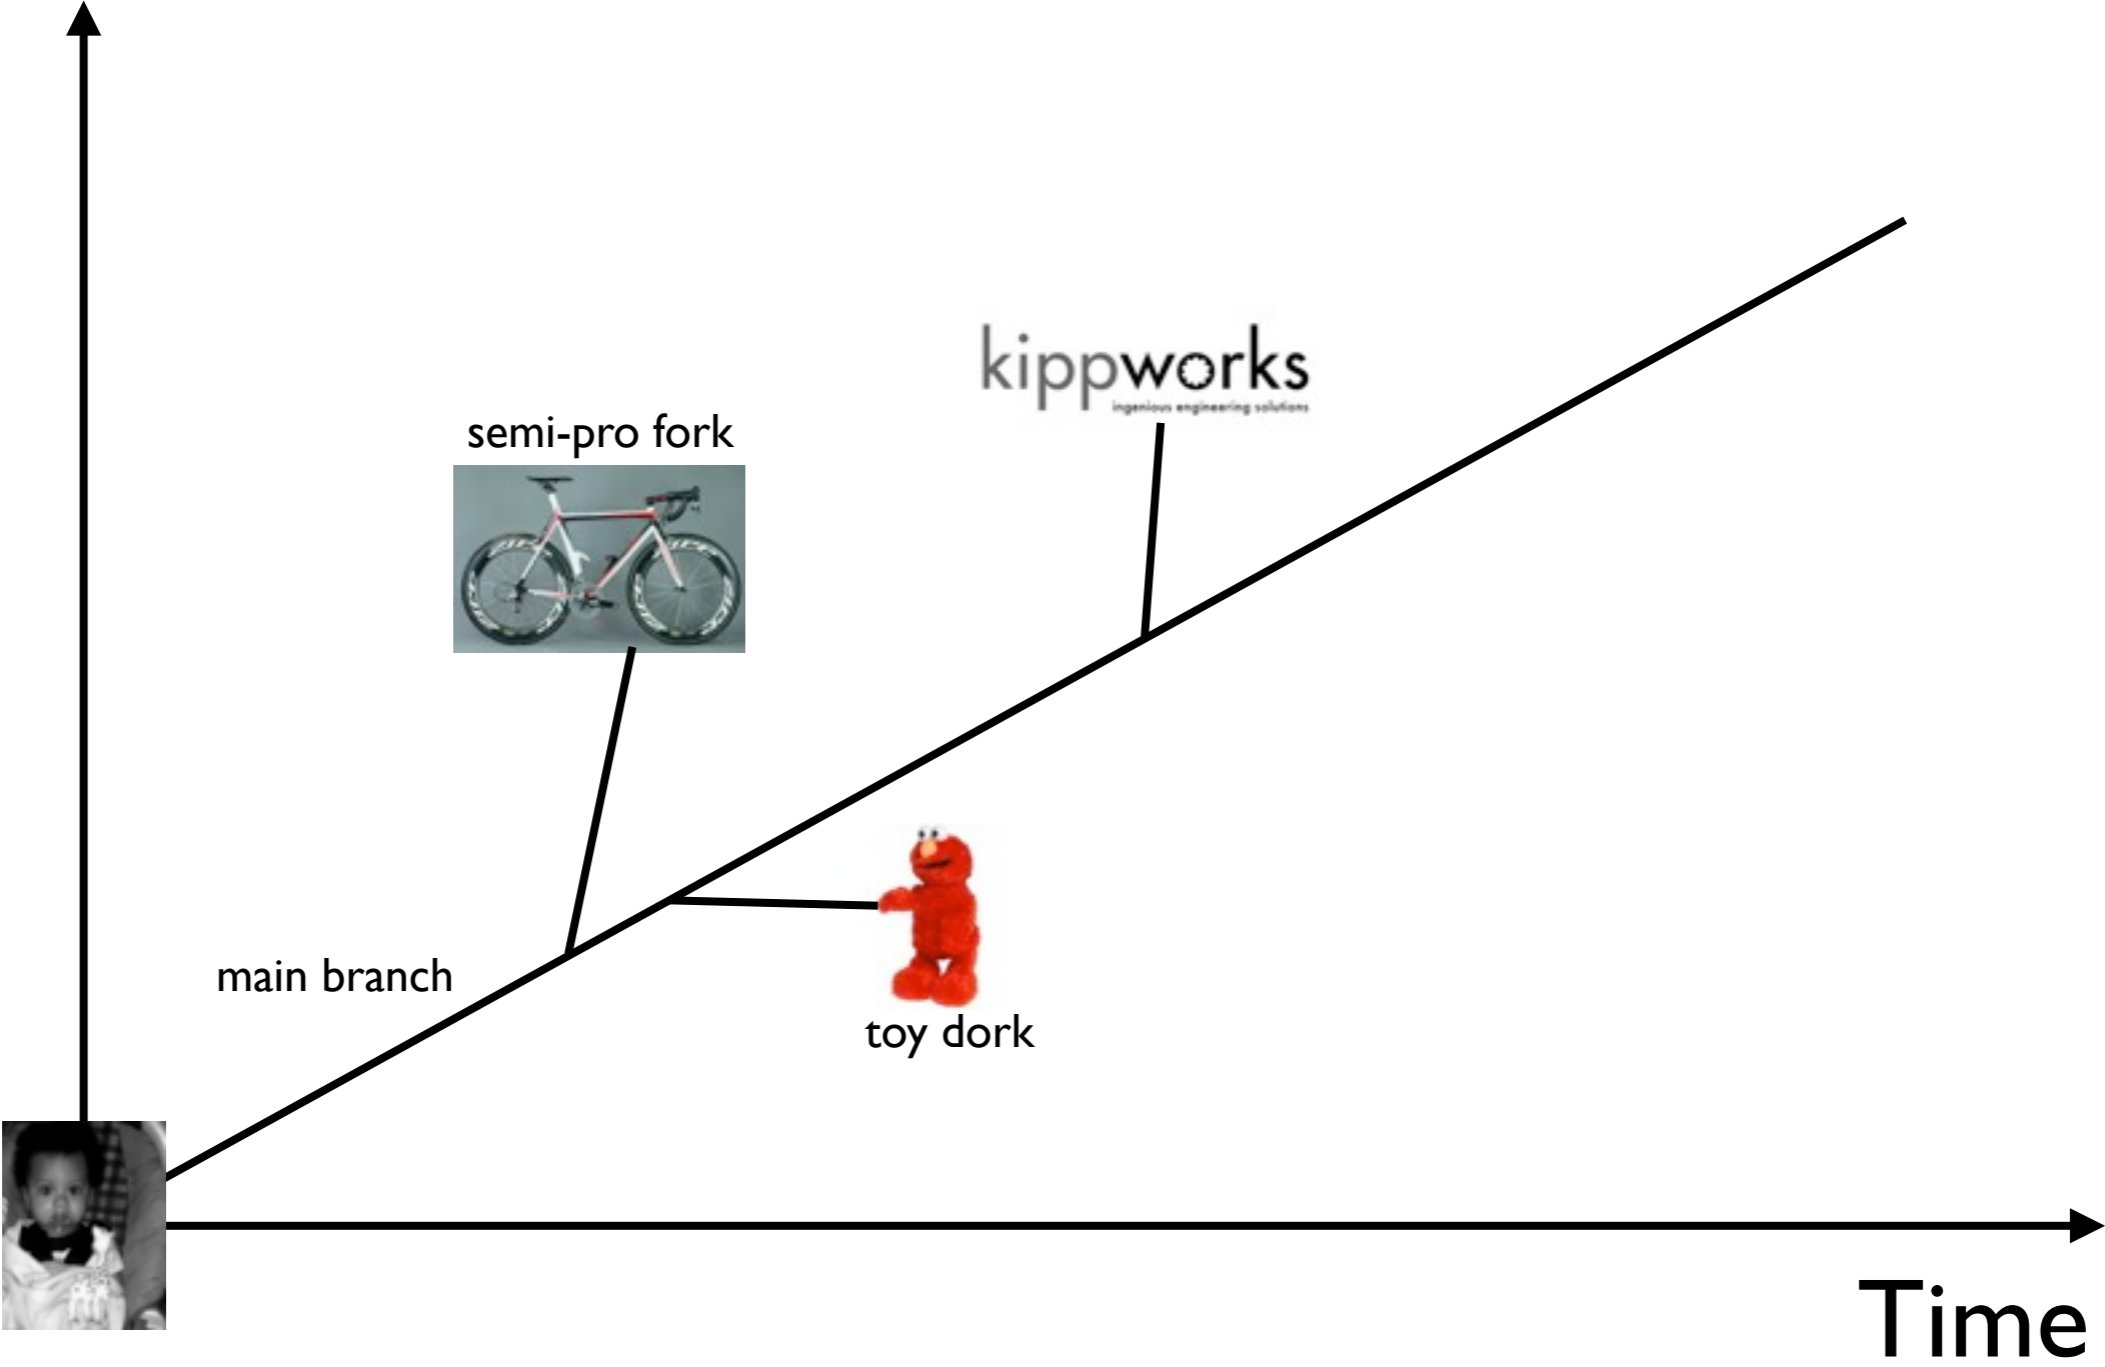 kippworks
ingenious engineering solutions
semi-pro fork
main branch
toy dork
Time